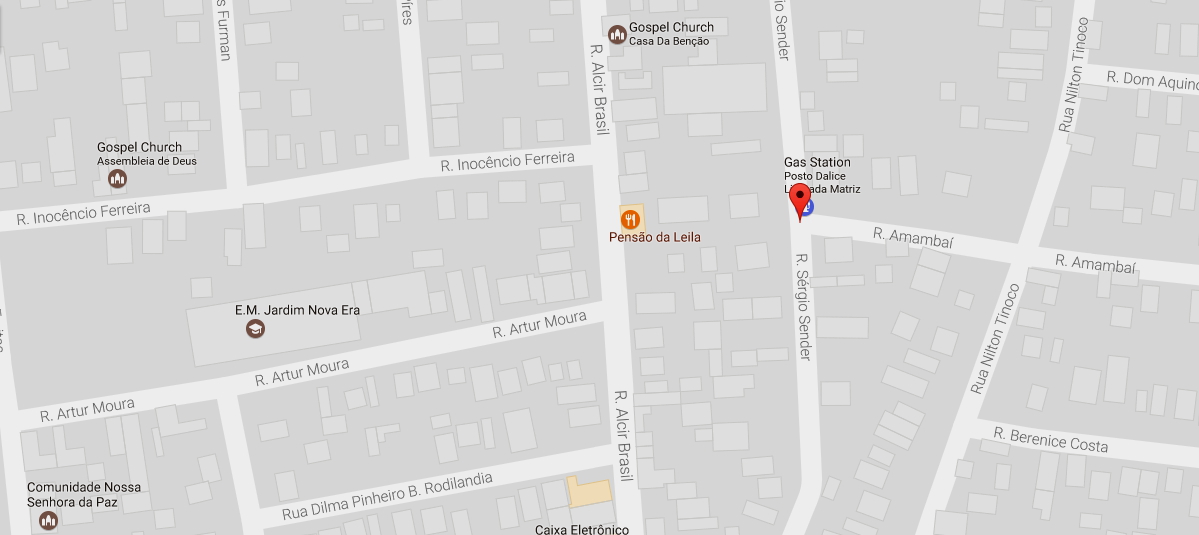 s Furman
Pires
R. Alcir Brasil
Gospel Church
Casa Da Benção
io Sender
Rua Nilton Tinoco
R. Dom Aquino
Gospel Church
Assembleia de Deus
R. Inocêncio Ferreira
R. Inocêncio Ferreira
Gas Station
Posto Dalice
Matriz
Pensão da Leila
R. Amambaí
R. Amambaí
R. Sérgio Sender
E.M. Jardim Nova Era
R. Artur Moura
R. Artur Moura
R. Artur Moura
Rua Nilton Tinoco
R. Alcir Brasil
R. Berenice Costa
Comunidade Nossa
Senhora da Paz
Rua Dilma Pinheiro B. Rodilandia
Caixa Eletrônico